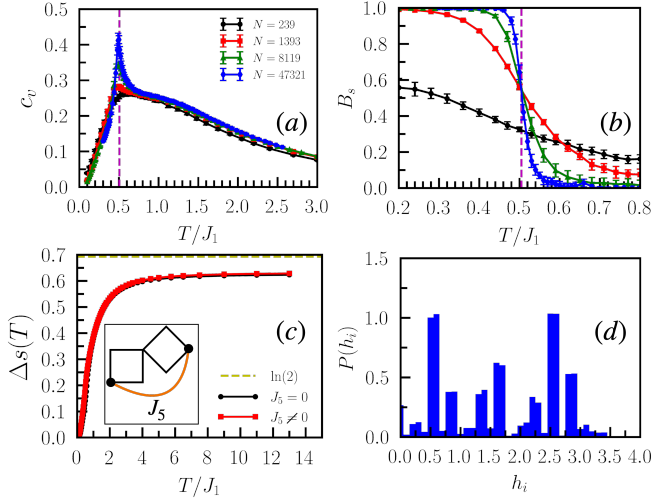 0.5
0.4
0.3
0.2
0.1
0.0
c_v
N = 239
N = 1393
N = 8119
N = 47321
(a)
0.0 0.5 1.0 1.5 2.0 2.5 3.0
T/J_1
1.0
0.8
0.6
0.4
0.2
0.0
B_s
(b)
0.2 0.3 0.4 0.5 0.6 0.7 0.8
T/J_1
0.7
0.6
0.5
0.4
0.3
0.2
0.1
0.0
Δs(T)
(c)
J_5
ln(2)
J_5 = 0
J_5 ≠ 0
0 2 4 6 8 10 12 14
T/J_1
1.5
1.0
0.5
0.0
P(h_i)
(d)
0.0 0.5 1.0 1.5 2.0 2.5 3.0 3.5 4.0
h_i